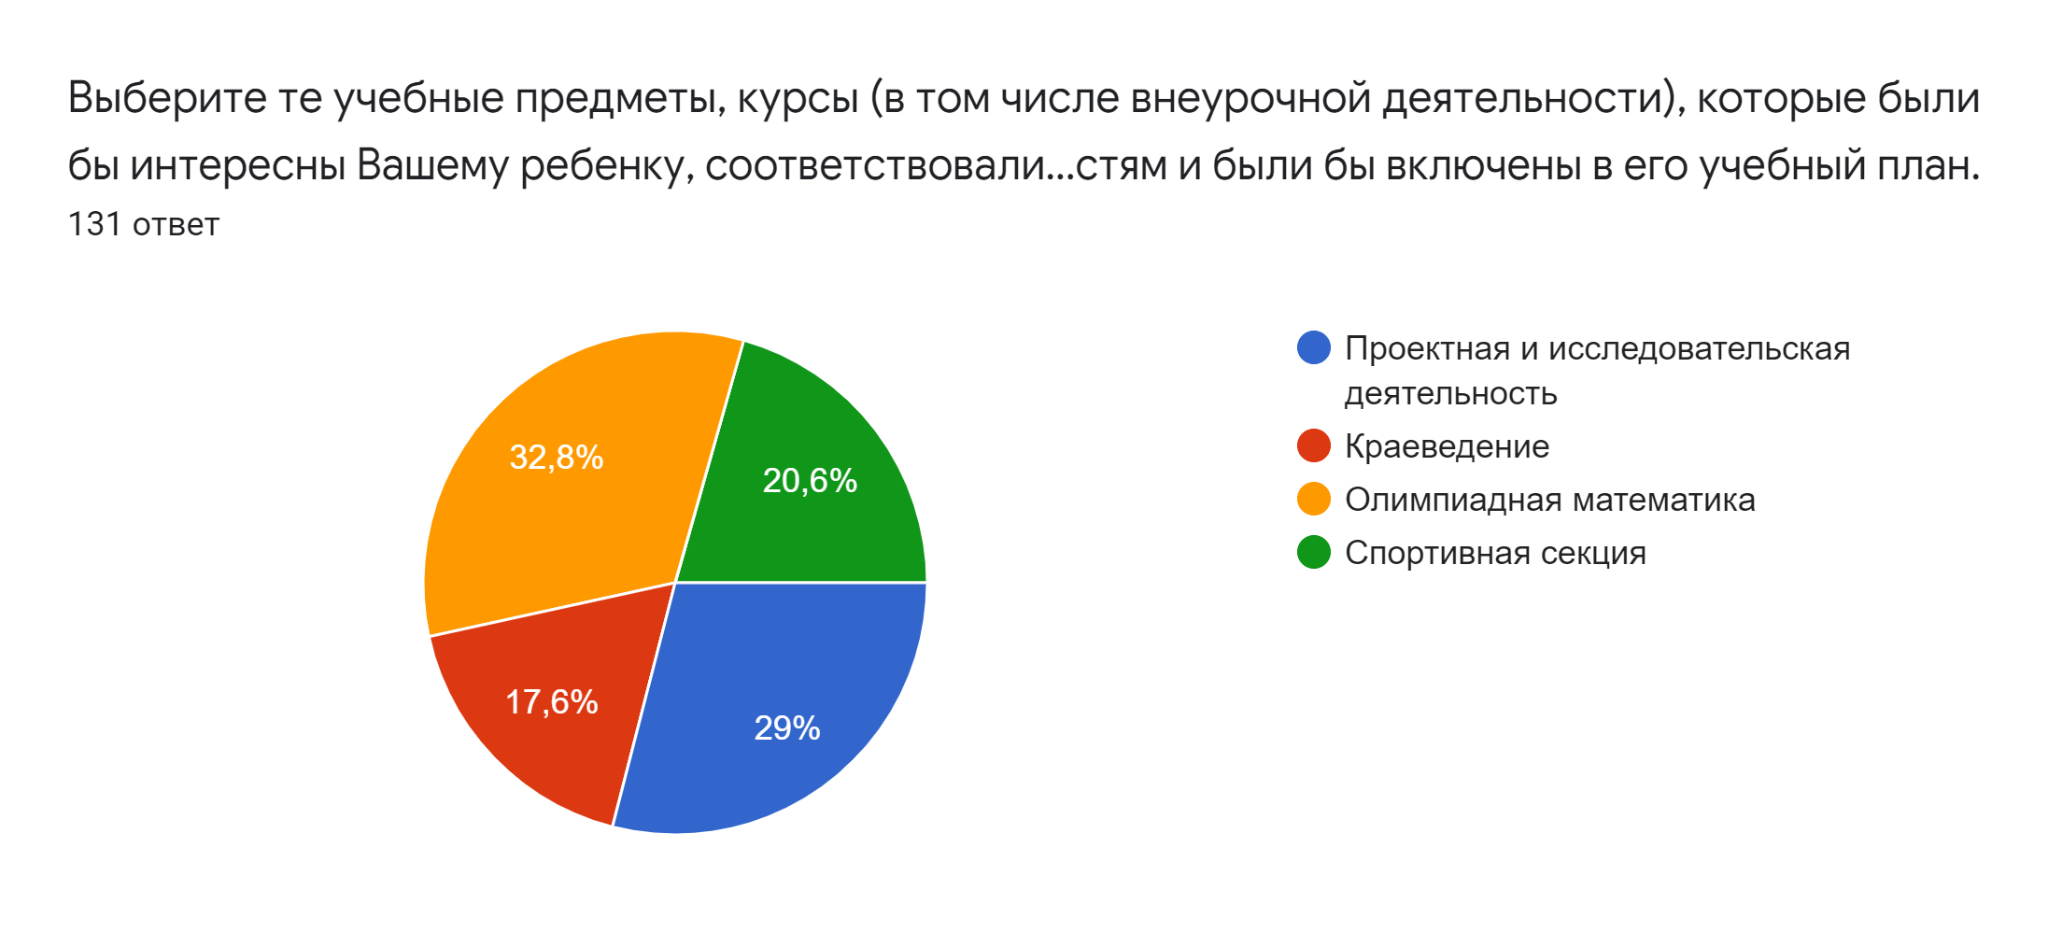 Выберите те учебные предметы, курсы (в том числе внеурочной деятельности), которые были
бы интересны Вашему ребенку, соответствовали...стям и были бы включены в его учебный план.
131 ответ
32,8%
20,6%
17,6%
29%
Проектная и исследовательская
деятельность
Краеведение
Олимпиадная математика
Спортивная секция